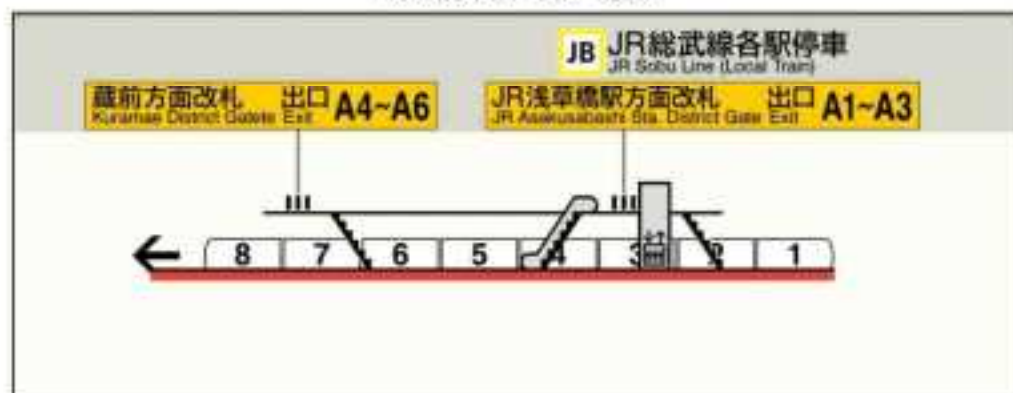 JB JR総武線各駅停車
JR Sobu Line (Local Train)
蔵前方面改札 出口 A4~A6
Kuramae District Gate Exit
JR浅草橋駅方面改札 出口 A1~A3
JR Asakusabashi Sta. District Gate Exit
8 7 6 5 4 3 2 1